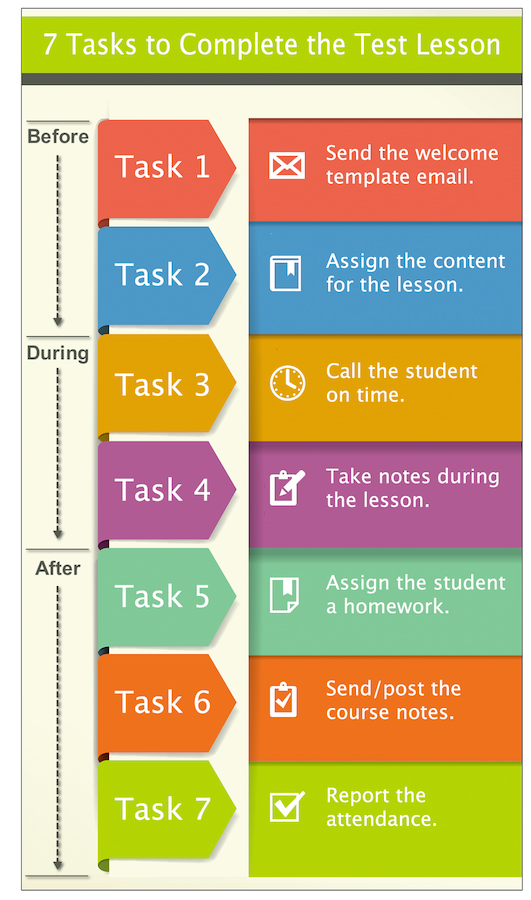 7 Tasks to Complete the Test Lesson
Before
Task 1
Send the welcome
template email.
Task 2
Assign the content
for the lesson.
During
Task 3
Call the student
on time.
Task 4
Take notes during
the lesson.
After
Task 5
Assign the student
a homework.
Task 6
Send/post the
course notes.
Task 7
Report the
attendance.